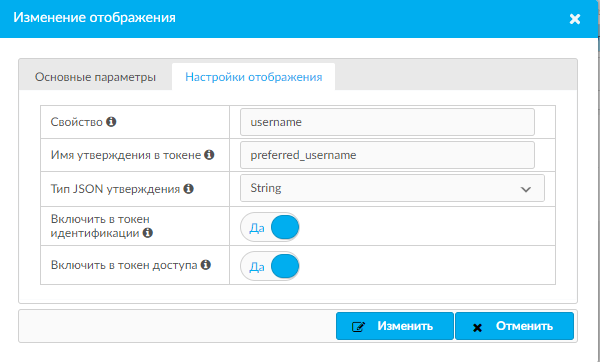 Изменение отображения
Основные параметры
Настройки отображения
Свойство
username
Имя утверждения в токене
preferred_username
Тип JSON утверждения
String
Включить в токен
идентификации
Да
Включить в токен доступа
Да
Изменить
Отменить